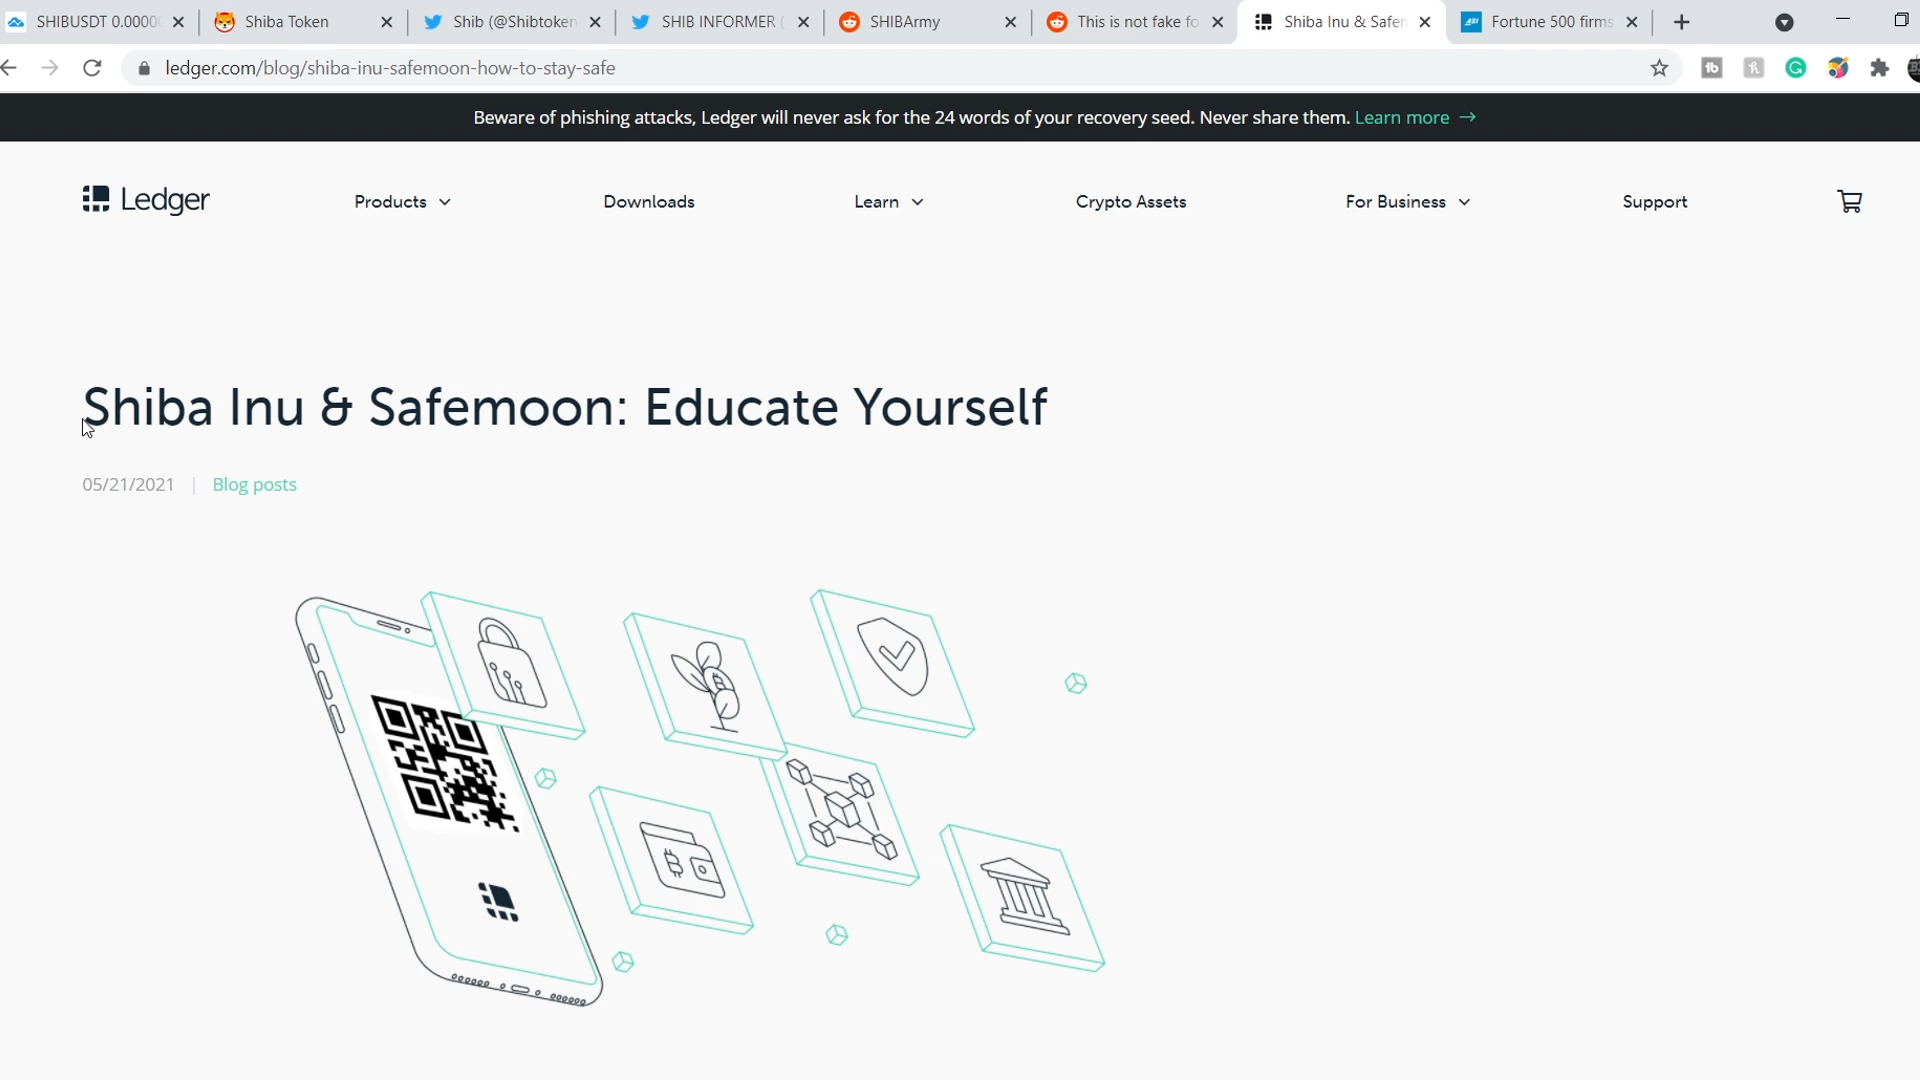 SHIBUSDT 0.0000
Shiba Token
Shib (@Shibtoken
SHIB INFORMER (
SHIBArmy
This is not fake fo
Shiba Inu & Safer
Fortune 500 firms
ledger.com/blog/shiba-inu-safemoon-how-to-stay-safe
Beware of phishing attacks, Ledger will never ask for the 24 words of your recovery seed. Never share them. Learn more →
Ledger
Products
Downloads
Learn
Crypto Assets
For Business
Support
Shiba Inu & Safemoon: Educate Yourself
05/21/2021 | Blog posts